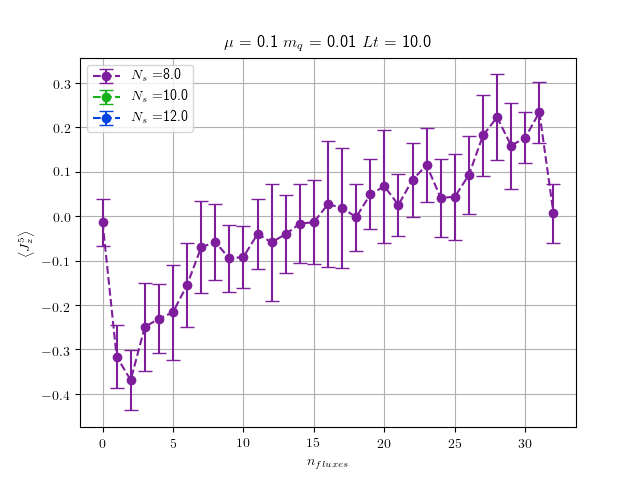 μ = 0.1 m_q = 0.01 Lt = 10.0
N_s =8.0
N_s =10.0
N_s =12.0
⟨J_z^5⟩
0.3
0.2
0.1
0.0
−0.1
−0.2
−0.3
−0.4
0 5 10 15 20 25 30
n_{fluxes}